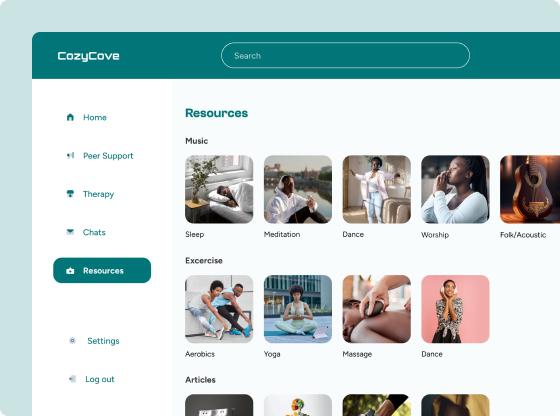 CozyCove
Search
Home
Peer Support
Therapy
Chats
Resources
Settings
Log out
Resources
Music
Sleep
Meditation
Dance
Worship
Folk/Acoustic
Excercise
Aerobics
Yoga
Massage
Dance
Articles